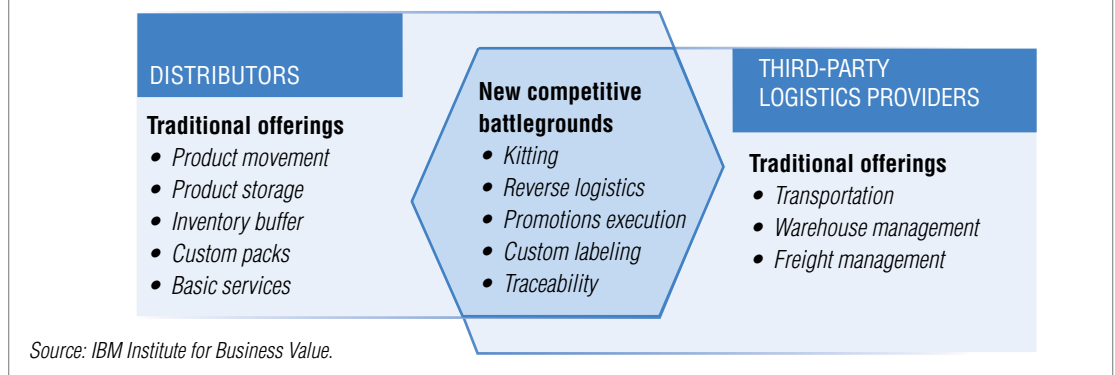 DISTRIBUTORS
Traditional offerings
• Product movement
• Product storage
• Inventory buffer
• Custom packs
• Basic services
New competitive
battlegrounds
• Kitting
• Reverse logistics
• Promotions execution
• Custom labeling
• Traceability
THIRD-PARTY
LOGISTICS PROVIDERS
Traditional offerings
• Transportation
• Warehouse management
• Freight management
Source: IBM Institute for Business Value.